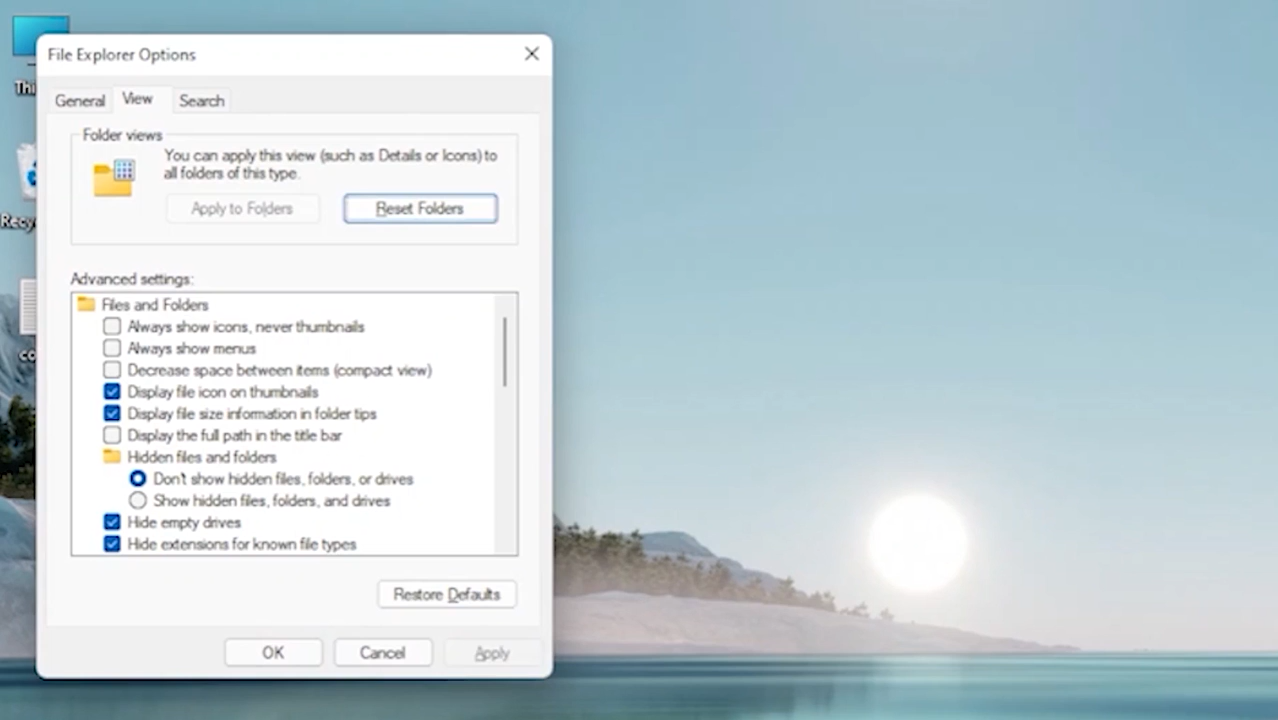 File Explorer Options
General
View
Search
Folder views
You can apply this view (such as Details or Icons) to
all folders of this type.
Apply to Folders
Reset Folders
Advanced settings:
Files and Folders
Always show icons, never thumbnails
Always show menus
Decrease space between items (compact view)
Display file icon on thumbnails
Display file size information in folder tips
Display the full path in the title bar
Hidden files and folders
Don't show hidden files, folders, or drives
Show hidden files, folders, and drives
Hide empty drives
Hide extensions for known file types
Restore Defaults
OK
Cancel
Apply